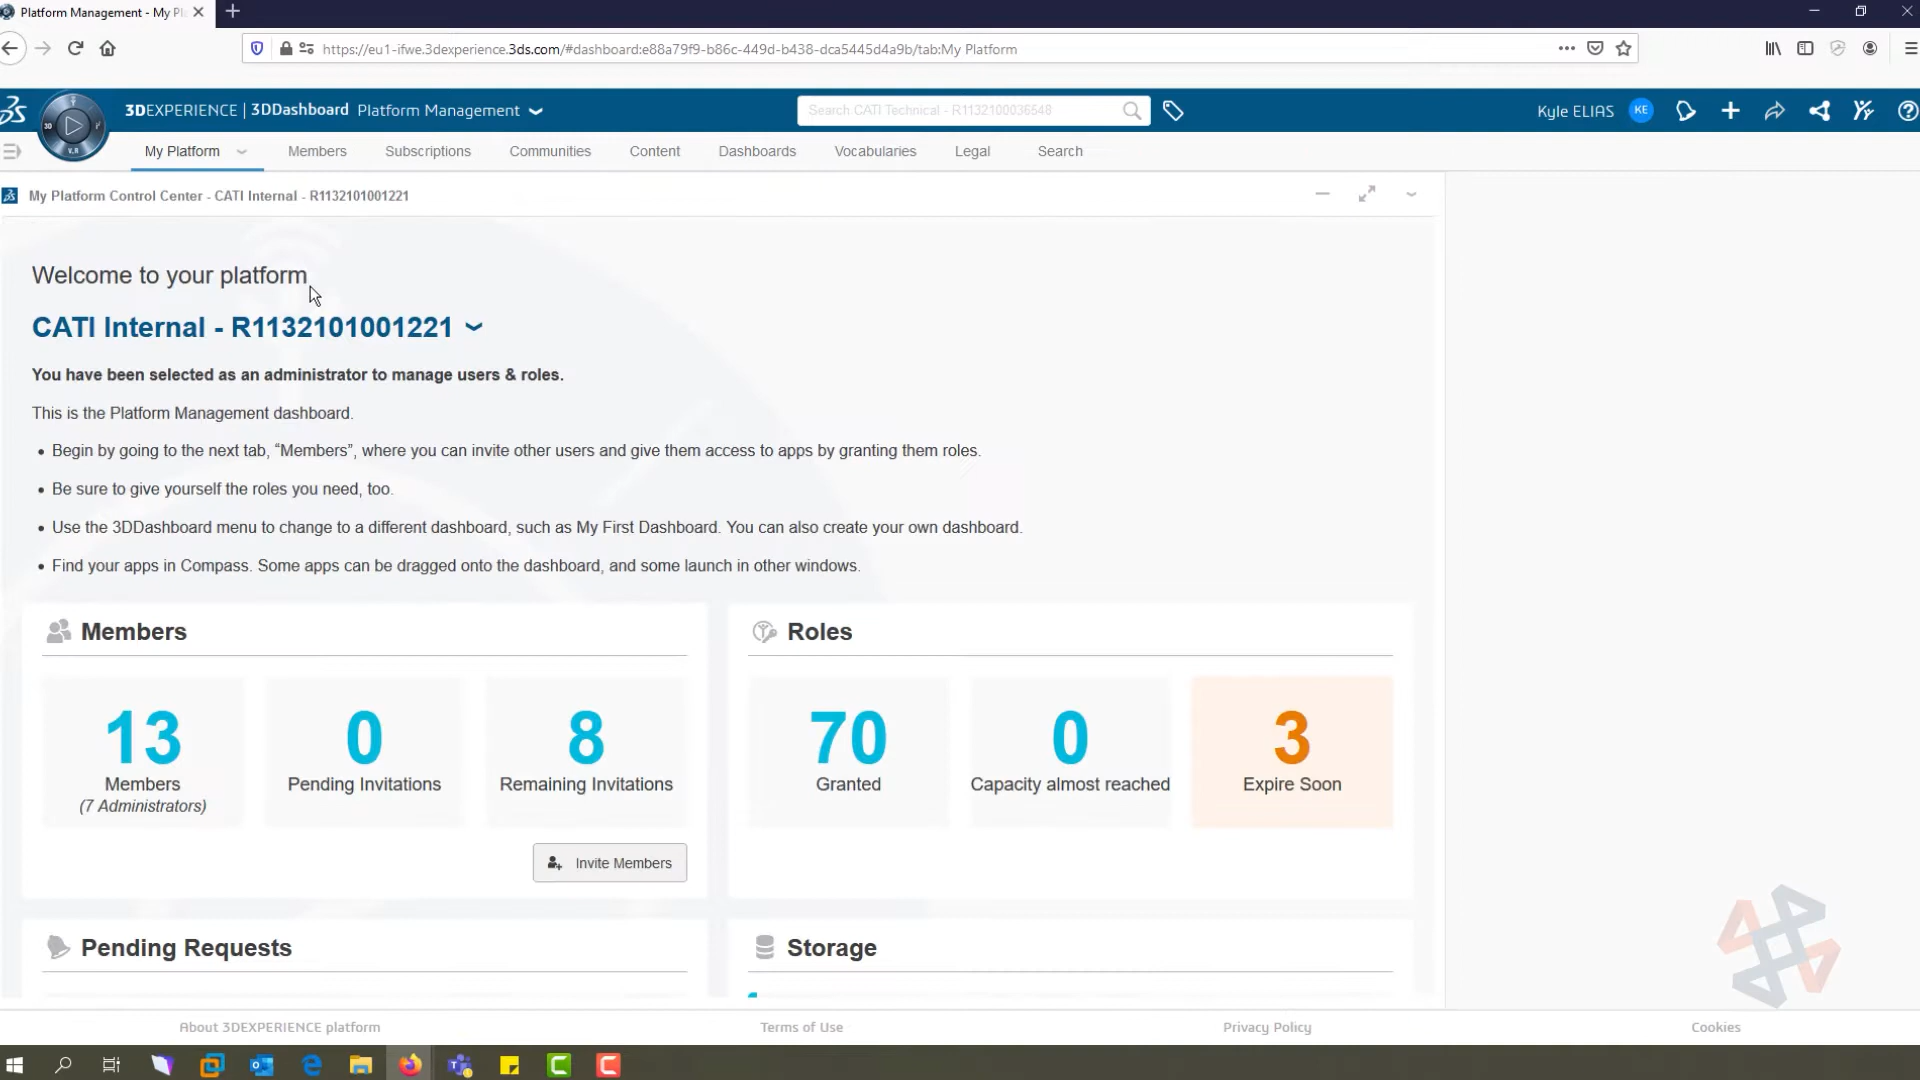 Platform Management - My Pl
https://eu1-ifwe.3dexperience.3ds.com/#dashboard:e88a79f9-b86c-449d-b438-dca5445d4a9b/tab:My Platform
3DEXPERIENCE | 3DDashboard Platform Management
Search CATI Technical - R1132100036548
Kyle ELIAS KE
3D V.R
My Platform Members Subscriptions Communities Content Dashboards Vocabularies Legal Search
My Platform Control Center - CATI Internal - R1132101001221
Welcome to your platform
CATI Internal - R1132101001221
You have been selected as an administrator to manage users & roles.
This is the Platform Management dashboard.
• Begin by going to the next tab, “Members”, where you can invite other users and give them access to apps by granting them roles.
• Be sure to give yourself the roles you need, too.
• Use the 3DDashboard menu to change to a different dashboard, such as My First Dashboard. You can also create your own dashboard.
• Find your apps in Compass. Some apps can be dragged onto the dashboard, and some launch in other windows.
Members
13
Members
(7 Administrators)
0
Pending Invitations
8
Remaining Invitations
Invite Members
Roles
70
Granted
0
Capacity almost reached
3
Expire Soon
Pending Requests
Storage
About 3DEXPERIENCE platform Terms of Use Privacy Policy Cookies